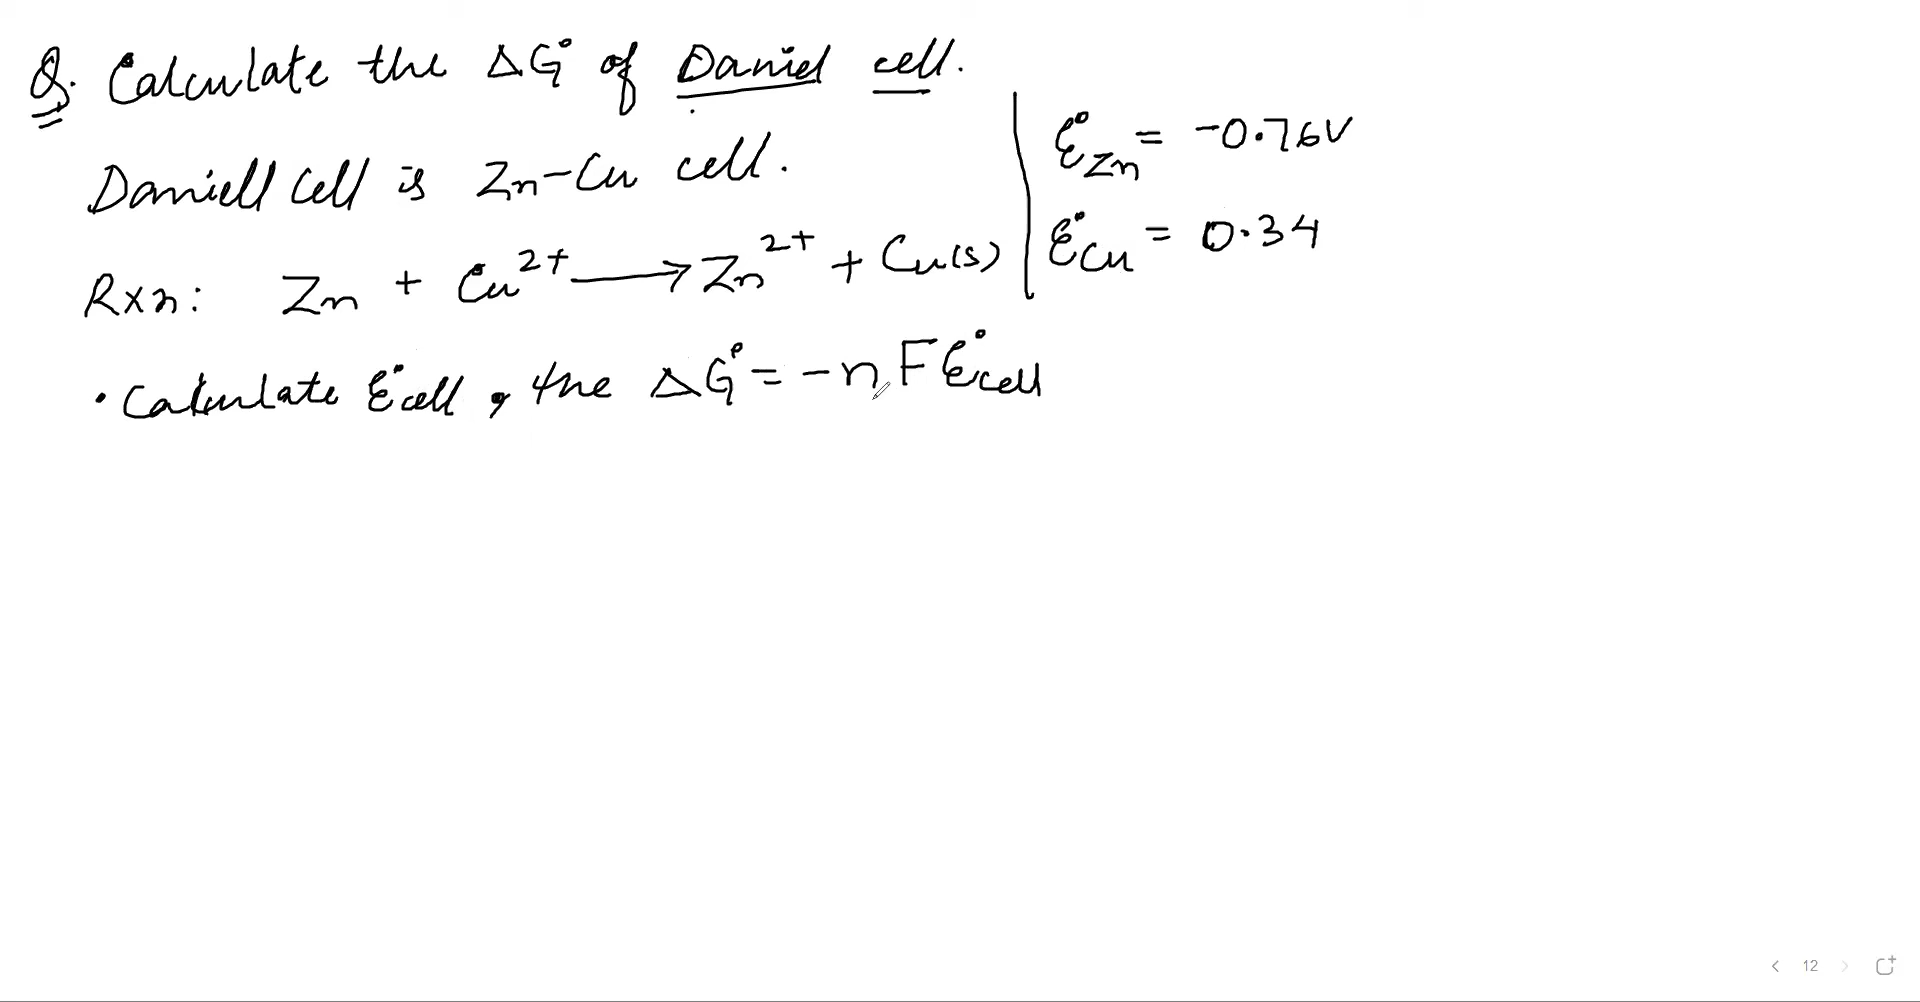 Q. Calculate the ΔG° of Daniel cell.
Daniell cell is Zn-Cu cell.
Rxn: Zn + Cu²⁺ ⟶ Zn²⁺ + Cu(s)
• Calculate E°cell, the ΔG° = -nFE°cell
E°Zn = -0.76V
E°Cu = 0.34
12